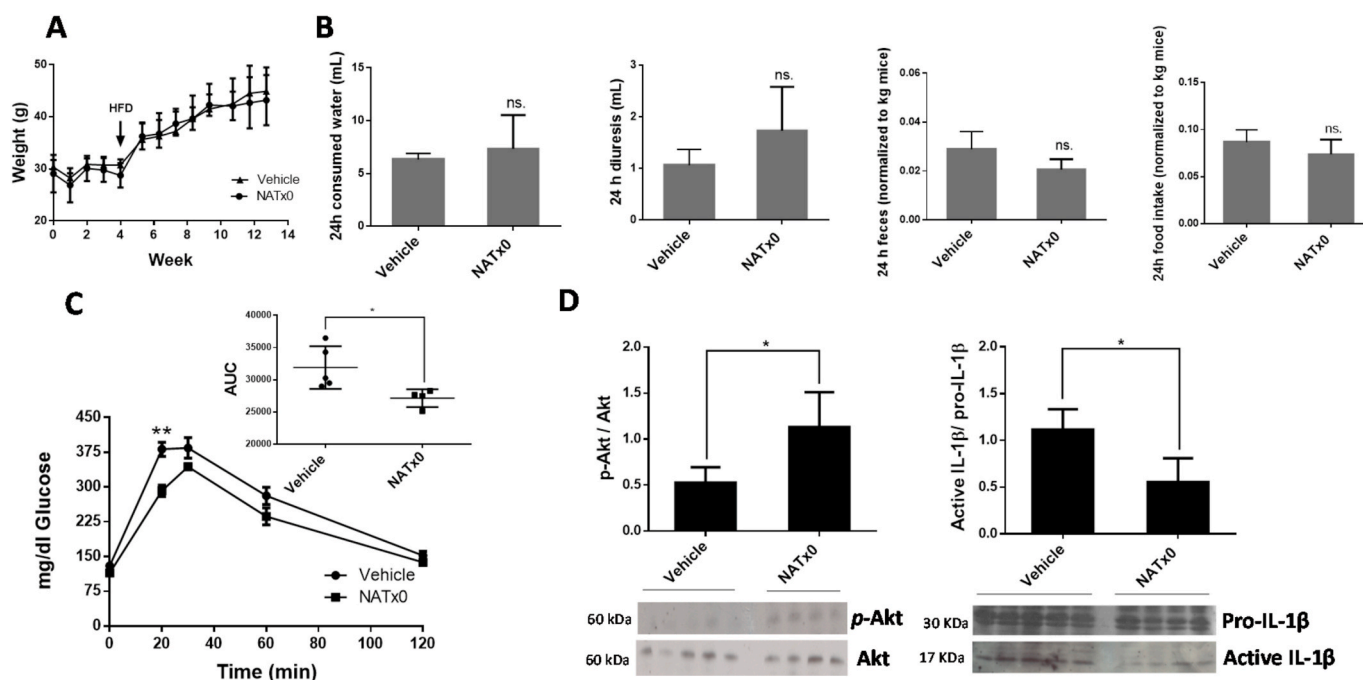 A
Weight (g)
50
40
30
20
HFD
Vehicle
NATx0
0 2 4 6 8 10 12 14
Week
B
24h consumed water (mL)
15
10
5
0
ns.
Vehicle
NATx0
24 h diuresis (mL)
3
2
1
0
ns.
Vehicle
NATx0
24 h feces (normalized to kg mice)
0.06
0.04
0.02
0.00
ns.
Vehicle
NATx0
24h food intake (normalized to kg mice)
0.15
0.10
0.05
0.00
ns.
Vehicle
NATx0
C
AUC
40000
35000
30000
25000
20000
*
Vehicle
NATx0
mg/dl Glucose
450
375
300
225
150
75
0
**
Vehicle
NATx0
0 20 40 60 80 100 120
Time (min)
D
p-Akt / Akt
2.0
1.5
1.0
0.5
0.0
*
Vehicle
NATx0
60 kDa
p-Akt
60 kDa
Akt
Active IL-1β/ pro-IL-1β
2.0
1.5
1.0
0.5
0.0
*
Vehicle
NATx0
30 KDa
Pro-IL-1β
17 KDa
Active IL-1β